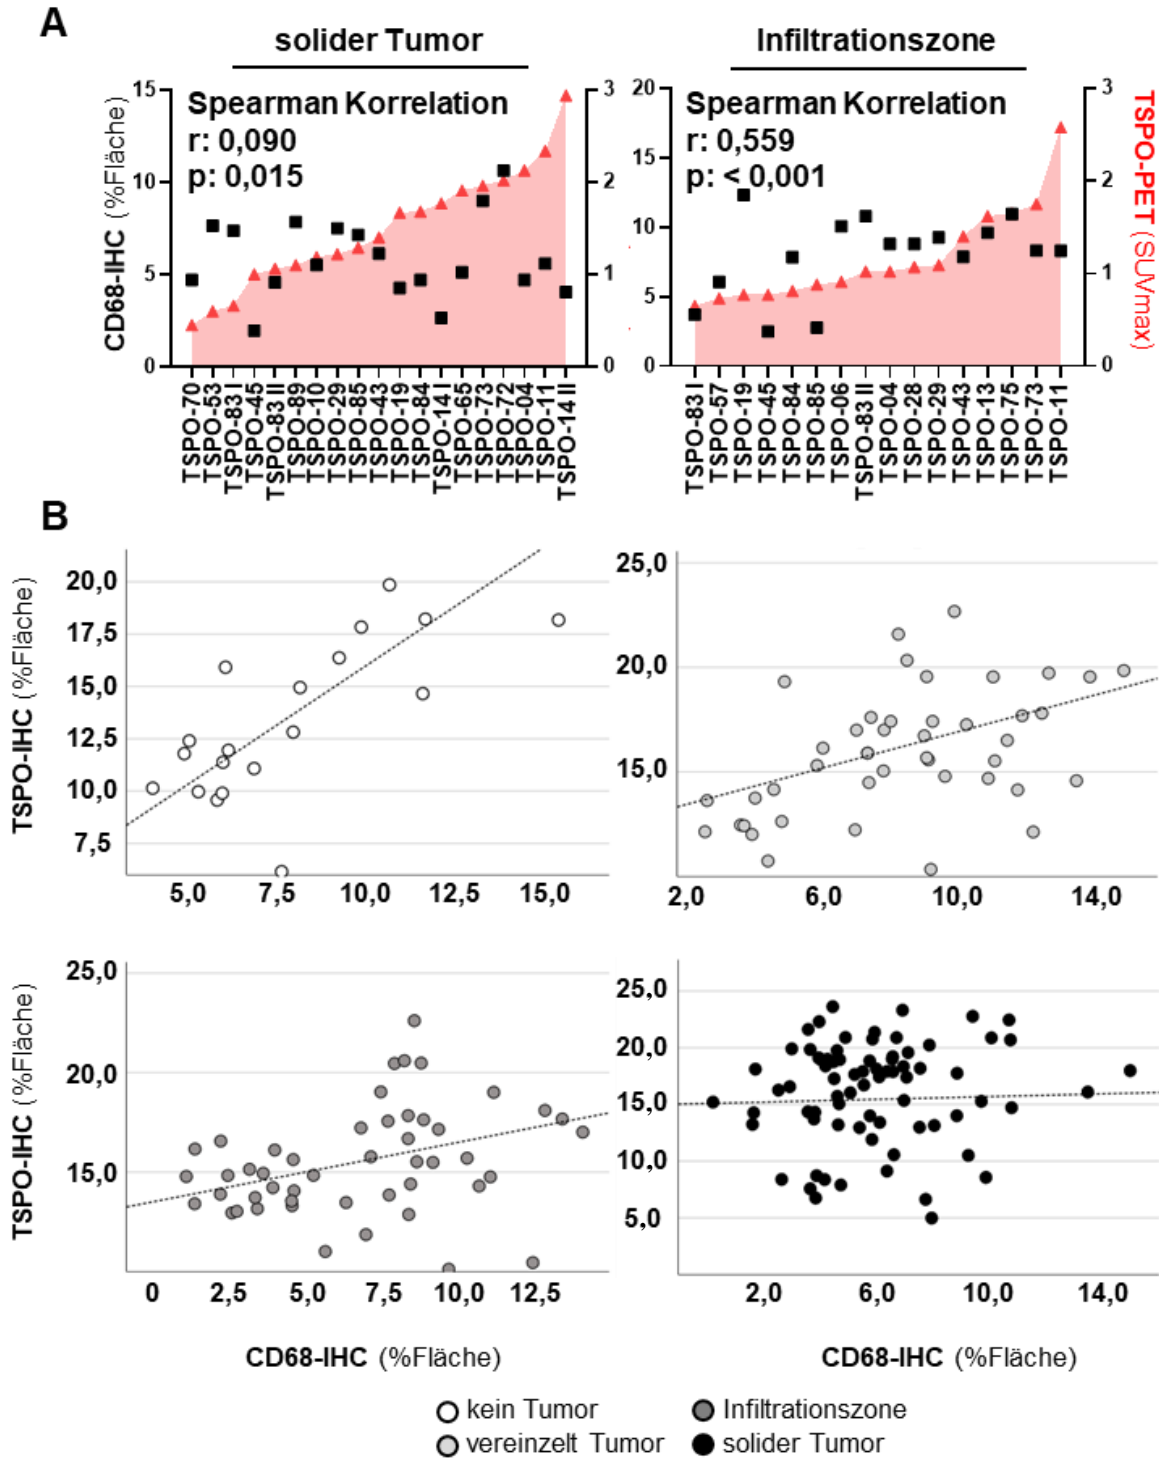 A
solider Tumor
Infiltrationszone
CD68-IHC (%Fläche)
15
10
5
0
Spearman Korrelation
r: 0,090
p: 0,015
3
2
1
0
20
15
10
5
0
Spearman Korrelation
r: 0,559
p: < 0,001
3
2
1
0
TSPO-PET (SUVmax)
TSPO-70
TSPO-53
TSPO-83 I
TSPO-45
TSPO-83 II
TSPO-89
TSPO-10
TSPO-29
TSPO-85
TSPO-43
TSPO-19
TSPO-84
TSPO-14 I
TSPO-65
TSPO-73
TSPO-72
TSPO-04
TSPO-11
TSPO-14 II
TSPO-83 I
TSPO-57
TSPO-19
TSPO-45
TSPO-84
TSPO-85
TSPO-06
TSPO-83 II
TSPO-04
TSPO-28
TSPO-29
TSPO-43
TSPO-13
TSPO-75
TSPO-73
TSPO-11
B
TSPO-IHC (%Fläche)
20,0
17,5
15,0
12,5
10,0
7,5
5,0 7,5 10,0 12,5 15,0
25,0
20,0
15,0
2,0 6,0 10,0 14,0
TSPO-IHC (%Fläche)
25,0
20,0
15,0
0 2,5 5,0 7,5 10,0 12,5
25,0
20,0
15,0
10,0
5,0
2,0 6,0 10,0 14,0
CD68-IHC (%Fläche)
CD68-IHC (%Fläche)
kein Tumor
Infiltrationszone
vereinzelt Tumor
solider Tumor